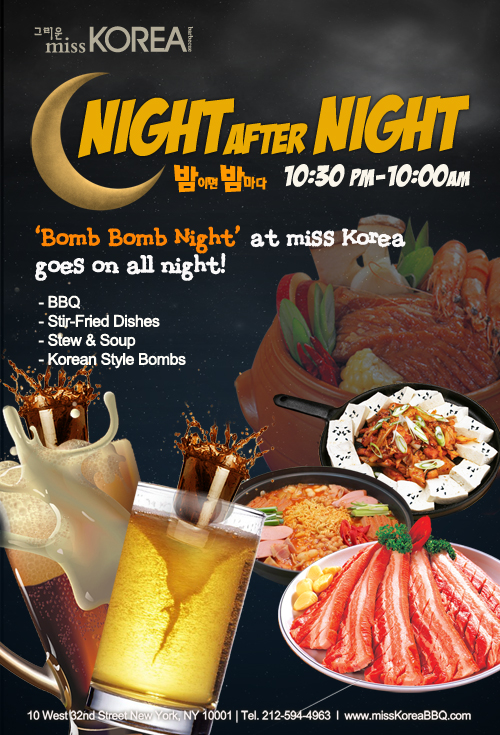 그리운
miss KOREA barbecue
NIGHT AFTER NIGHT
밤이면 밤마다 10:30 PM-10:00AM
‘Bomb Bomb Night’ at miss Korea
goes on all night!
- BBQ
- Stir-Fried Dishes
- Stew & Soup
- Korean Style Bombs
10 West 32nd Street New York, NY 10001 | Tel. 212-594-4963 | www.missKoreaBBQ.com